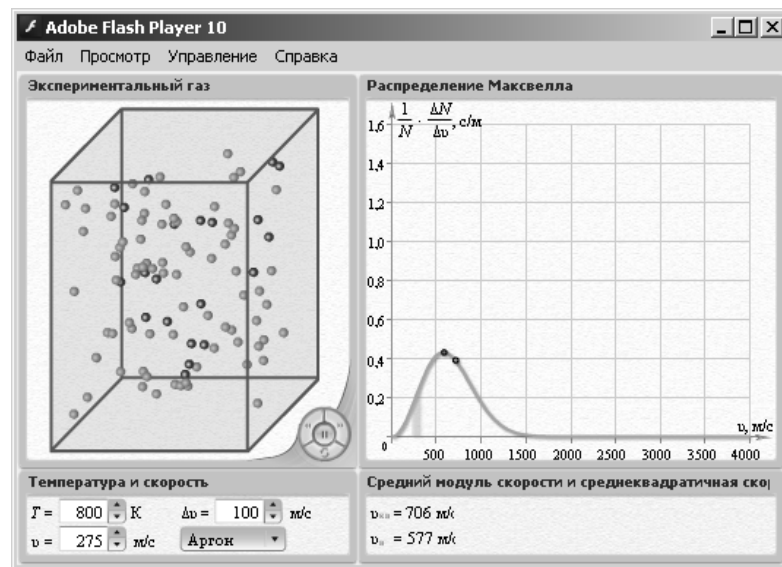 Adobe Flash Player 10
Файл Просмотр Управление Справка
Экспериментальный газ
Распределение Максвелла
1/N · ΔN/Δυ, с/м
1,6
1,4
1,2
1,0
0,8
0,6
0,4
0,2
0
500 1000 1500 2000 2500 3000 3500 4000
υ, м/с
Температура и скорость
T = 800 К Δυ = 100 м/с
υ = 275 м/с Аргон
Средний модуль скорости и среднеквадратичная ско
υ = 706 м/
υ = 577 м/